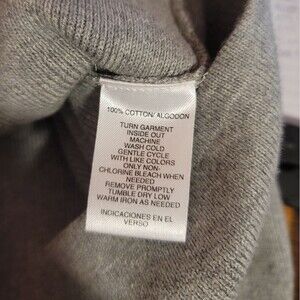 100% COTTON/ ALGODON
TURN GARMENT
INSIDE OUT
MACHINE
WASH COLD
GENTLE CYCLE
WITH LIKE COLORS
ONLY NON-
CHLORINE BLEACH WHEN
NEEDED
REMOVE PROMPTLY
TUMBLE DRY LOW
WARM IRON AS NEEDED
INDICACIONES EN EL
VERSO